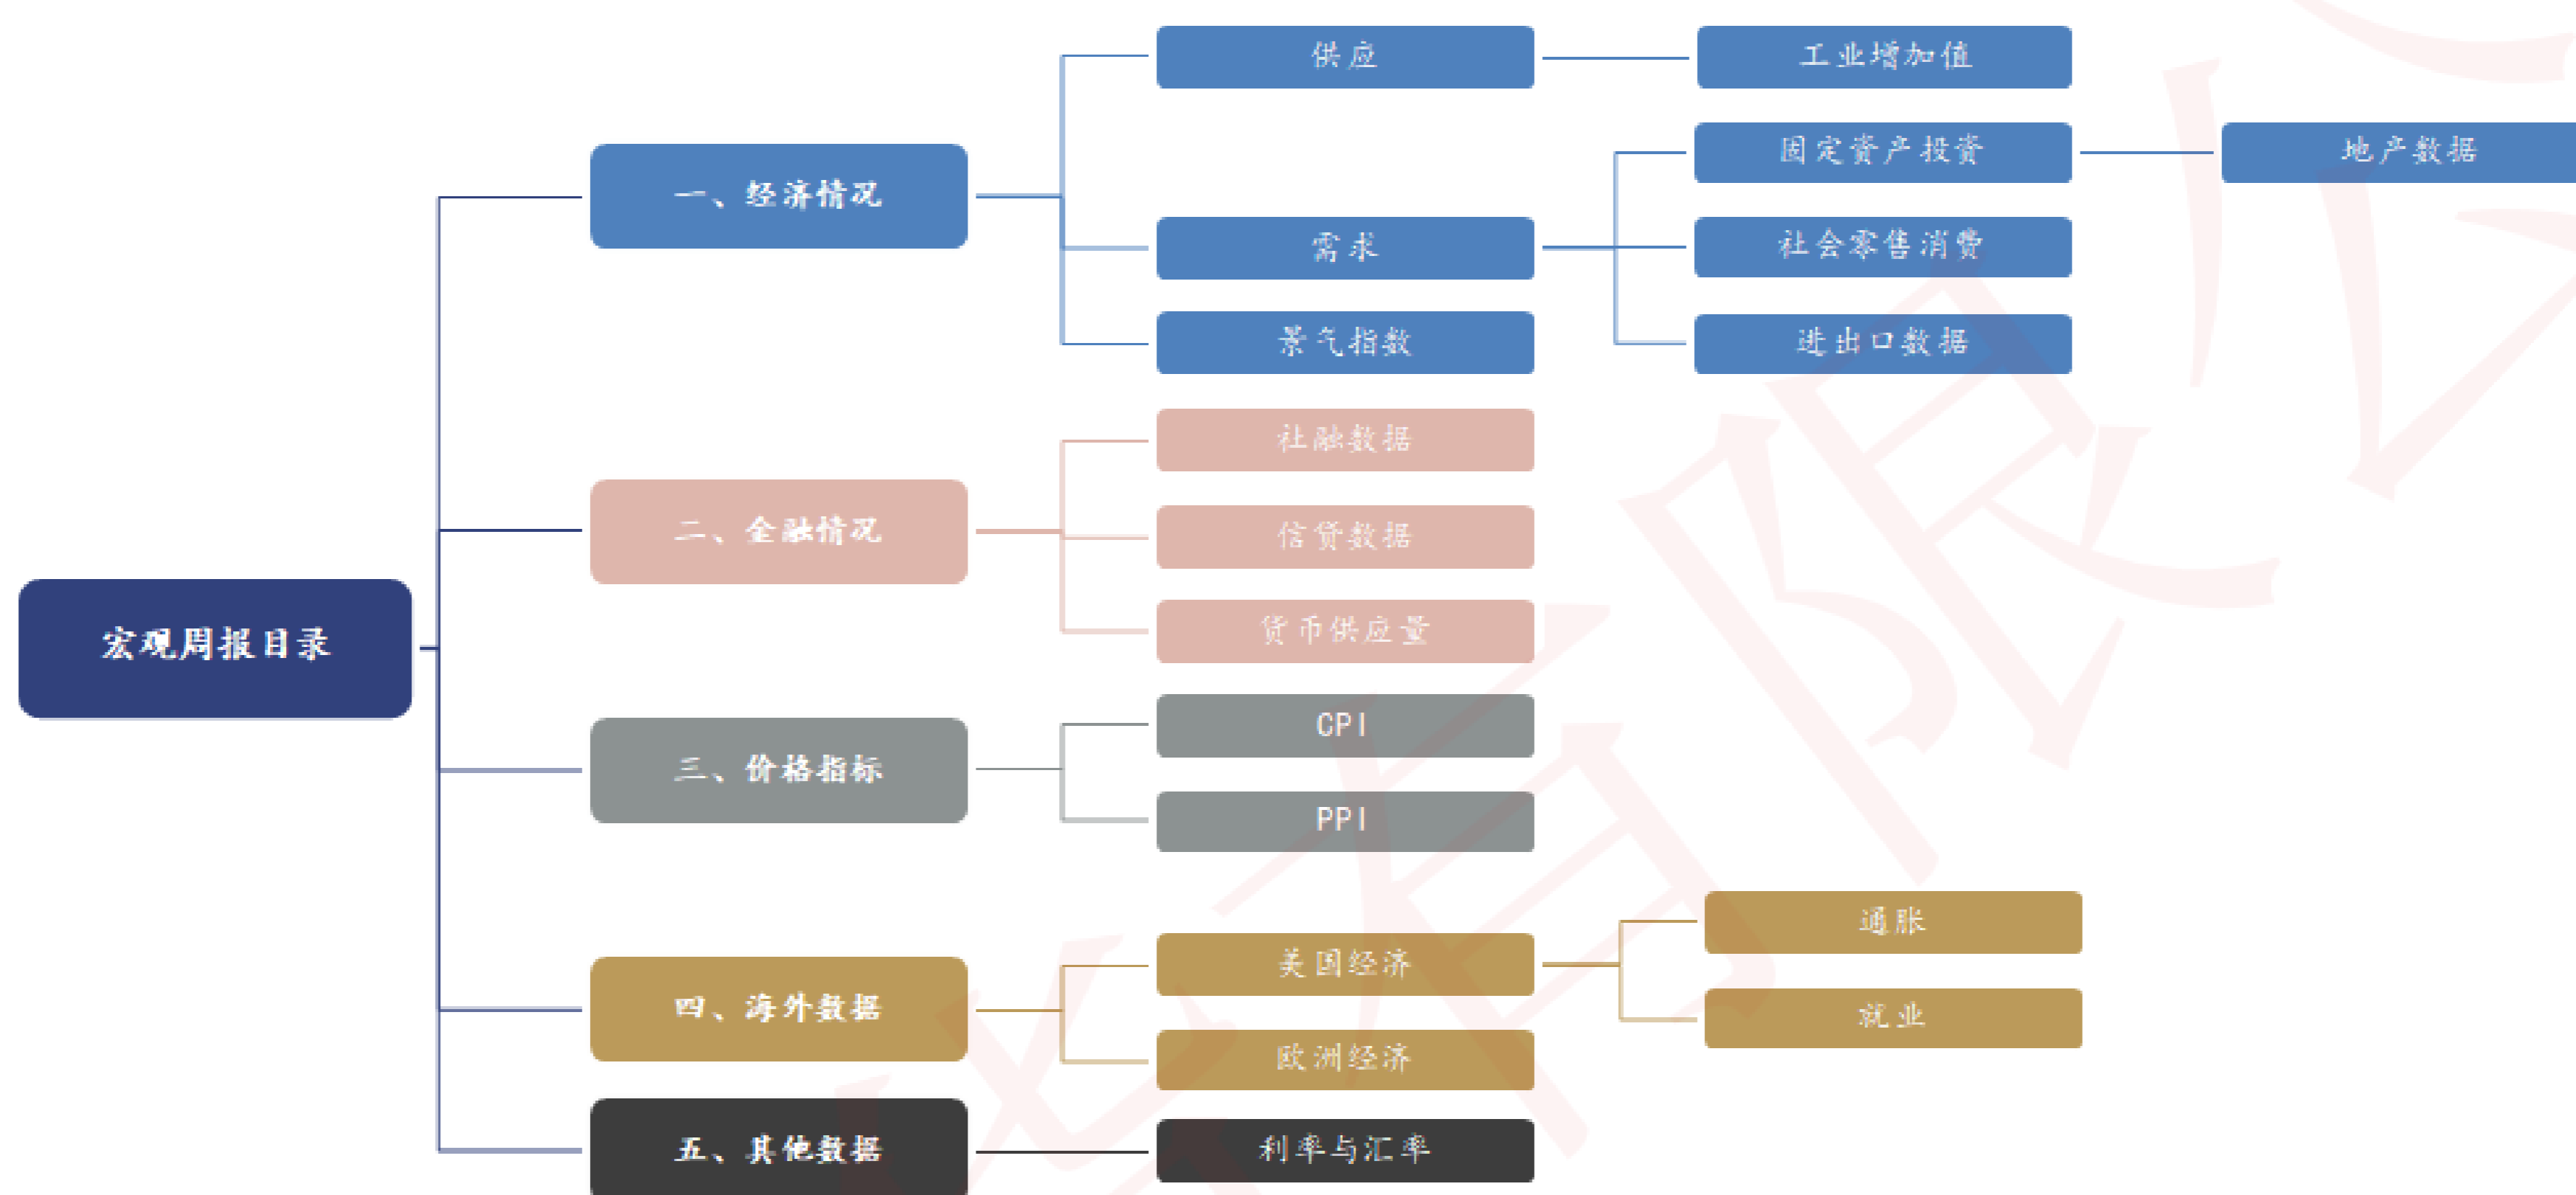 宏观周报目录
一、经济情况
供应
工业增加值
需求
固定资产投资
地产数据
社会零售消费
进出口数据
景气指数
二、金融情况
社融数据
信贷数据
货币供应量
三、价格指标
CPI
PPI
四、海外数据
美国经济
通胀
就业
欧洲经济
五、其他数据
利率与汇率
有限公